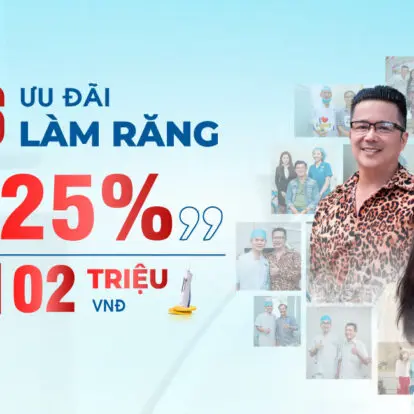 ƯU ĐÃI
LÀM RĂNG
25%
02 TRIỆU
VNĐ